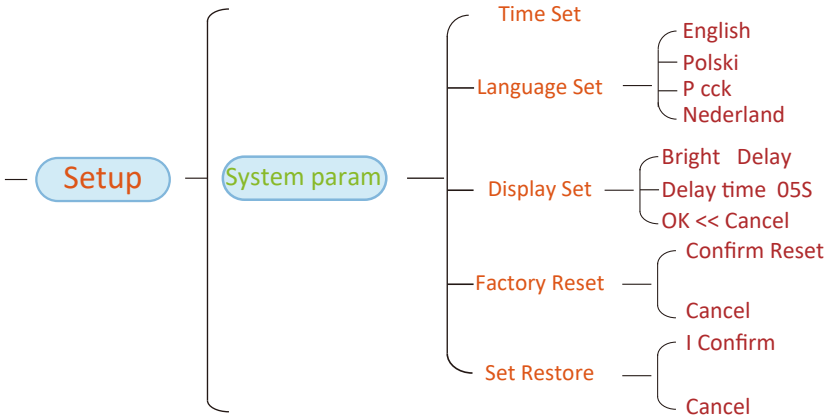 Setup
System param
Time Set
Language Set
English
Polski
P cck
Nederland
Display Set
Bright Delay
Delay time 05S
OK << Cancel
Factory Reset
Confirm Reset
Cancel
Set Restore
I Confirm
Cancel